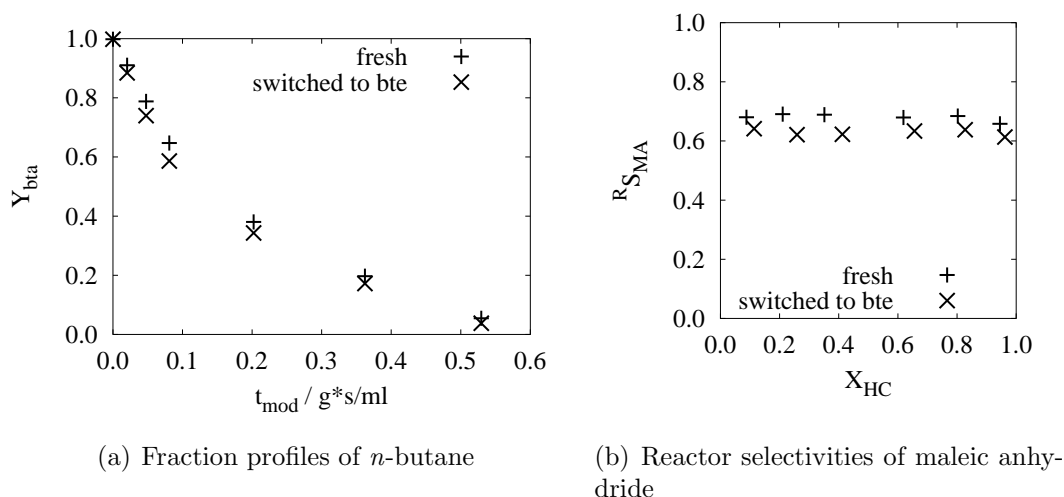 1.0
0.8
0.6
0.4
0.2
0.0
Y_bta
fresh
switched to bte
0.0 0.1 0.2 0.3 0.4 0.5 0.6
t_mod / g*s/ml
(a) Fraction profiles of n-butane
1.0
0.8
0.6
0.4
0.2
0.0
R_S_MA
fresh
switched to bte
0.0 0.2 0.4 0.6 0.8 1.0
X_HC
(b) Reactor selectivities of maleic anhy-
dride